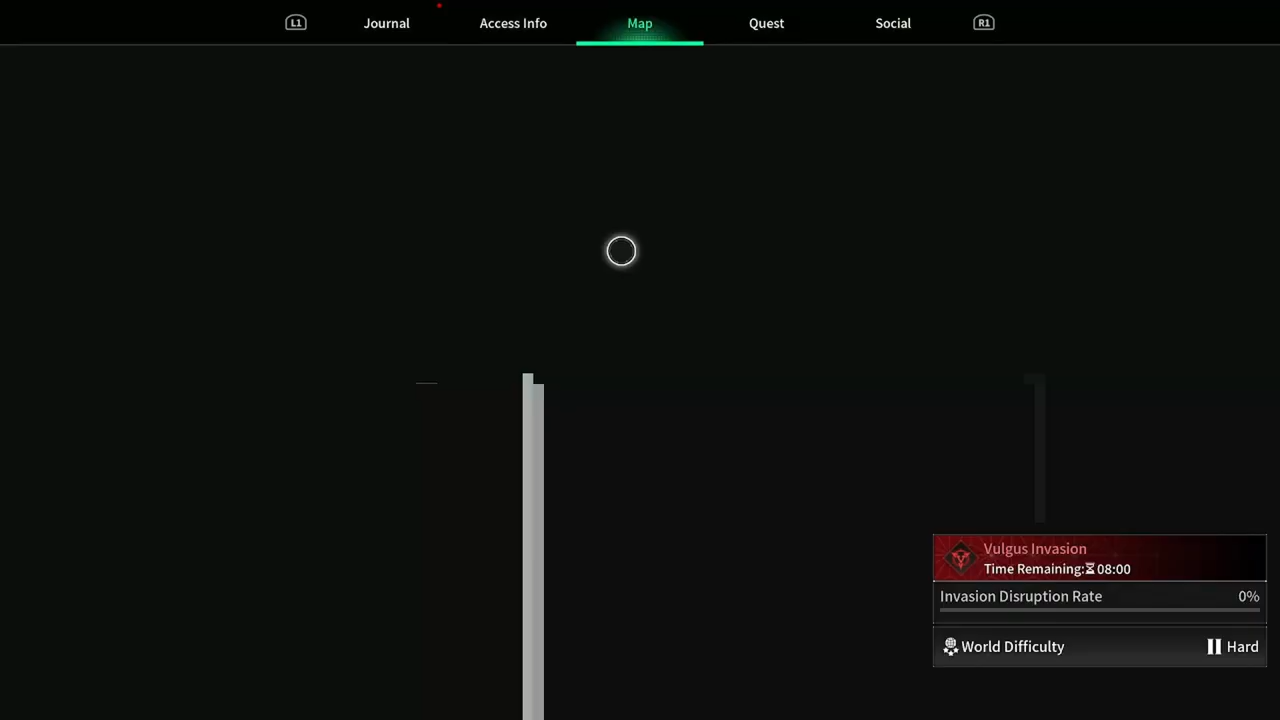 L1 Journal Access Info Map Quest Social R1
Vulgus Invasion
Time Remaining: 08:00
Invasion Disruption Rate 0%
World Difficulty Hard